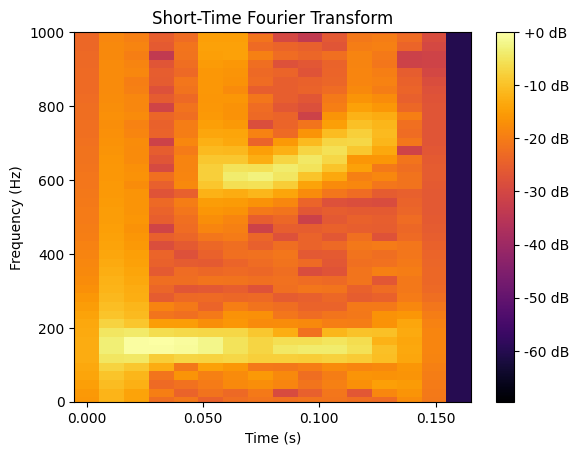 Short-Time Fourier Transform
1000
800
600
400
200
0
Frequency (Hz)
0.000
0.050
0.100
0.150
Time (s)
+0 dB
-10 dB
-20 dB
-30 dB
-40 dB
-50 dB
-60 dB